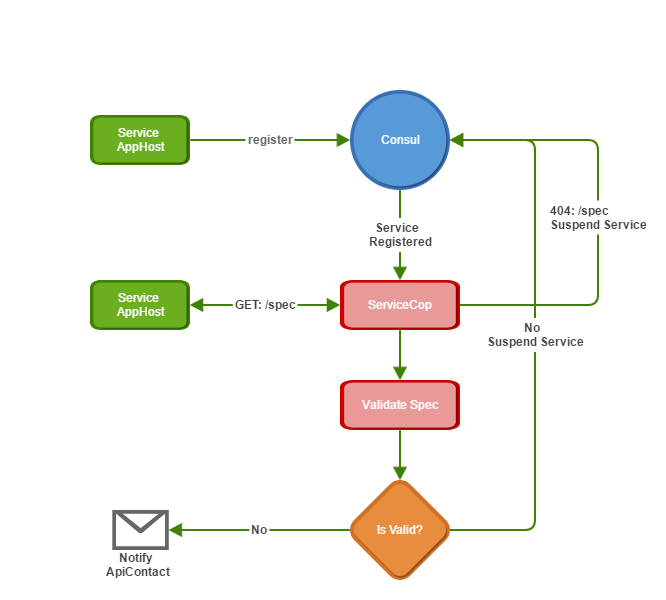 Service
AppHost
register
Consul
404: /spec
Suspend Service
Service
Registered
Service
AppHost
GET: /spec
ServiceCop
No
Suspend Service
Validate Spec
Is Valid?
No
Notify
ApiContact